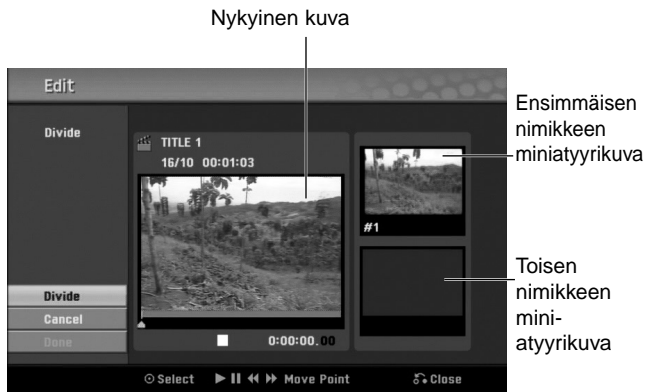 Nykyinen kuva
Edit
Divide
TITLE 1
16/10 00:01:03
Ensimmäisen
nimikkeen
miniatyyrikuva
#1
Toisen
nimikkeen
mini-
atyyrikuva
Divide
Cancel
Done
0:00:00.00
Select Move Point Close